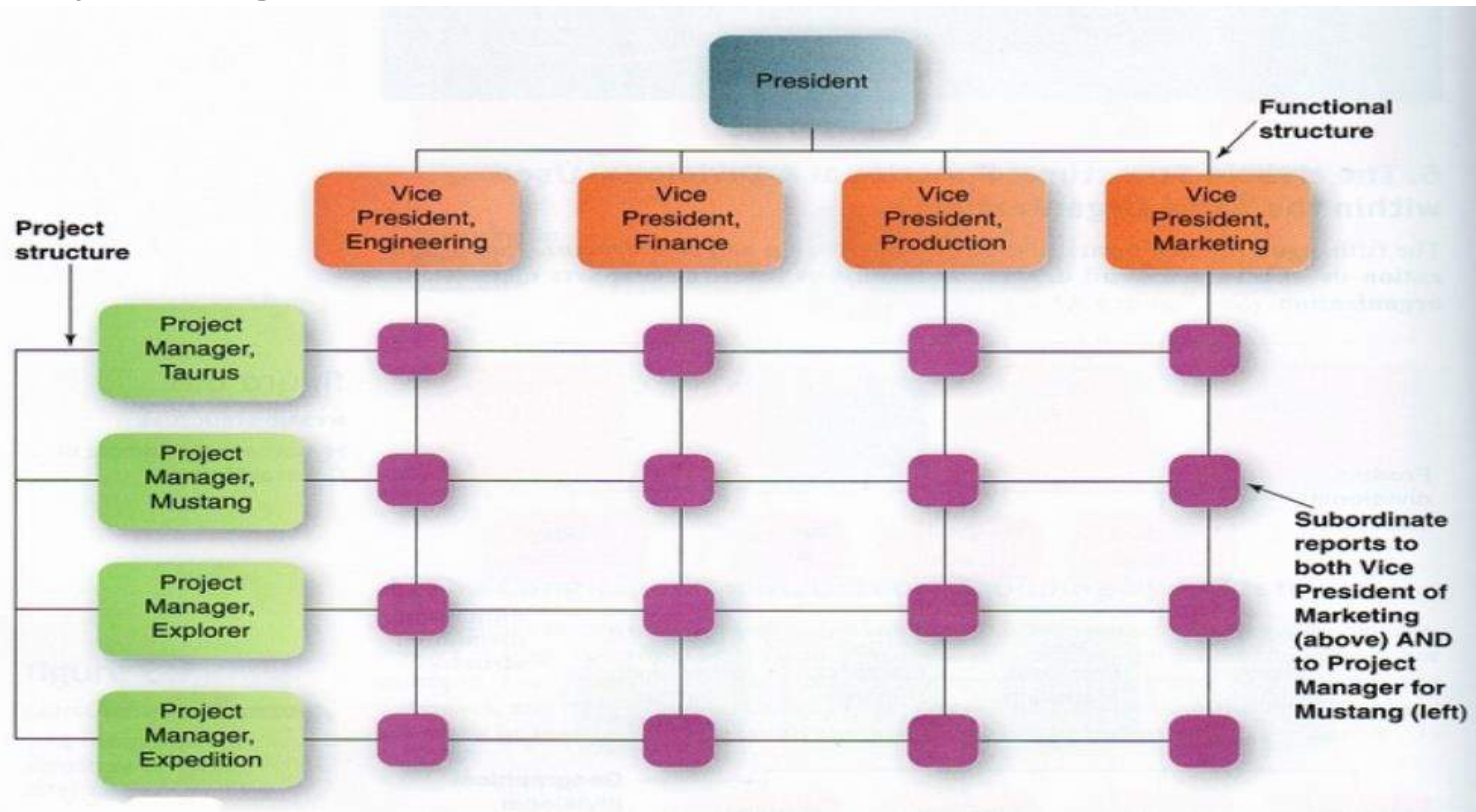 President
Functional
structure
Vice
President,
Engineering
Vice
President,
Finance
Vice
President,
Production
Vice
President,
Marketing
Project
structure
Project
Manager,
Taurus
Project
Manager,
Mustang
Project
Manager,
Explorer
Project
Manager,
Expedition
Subordinate
reports to
both Vice
President of
Marketing
(above) AND
to Project
Manager for
Mustang (left)